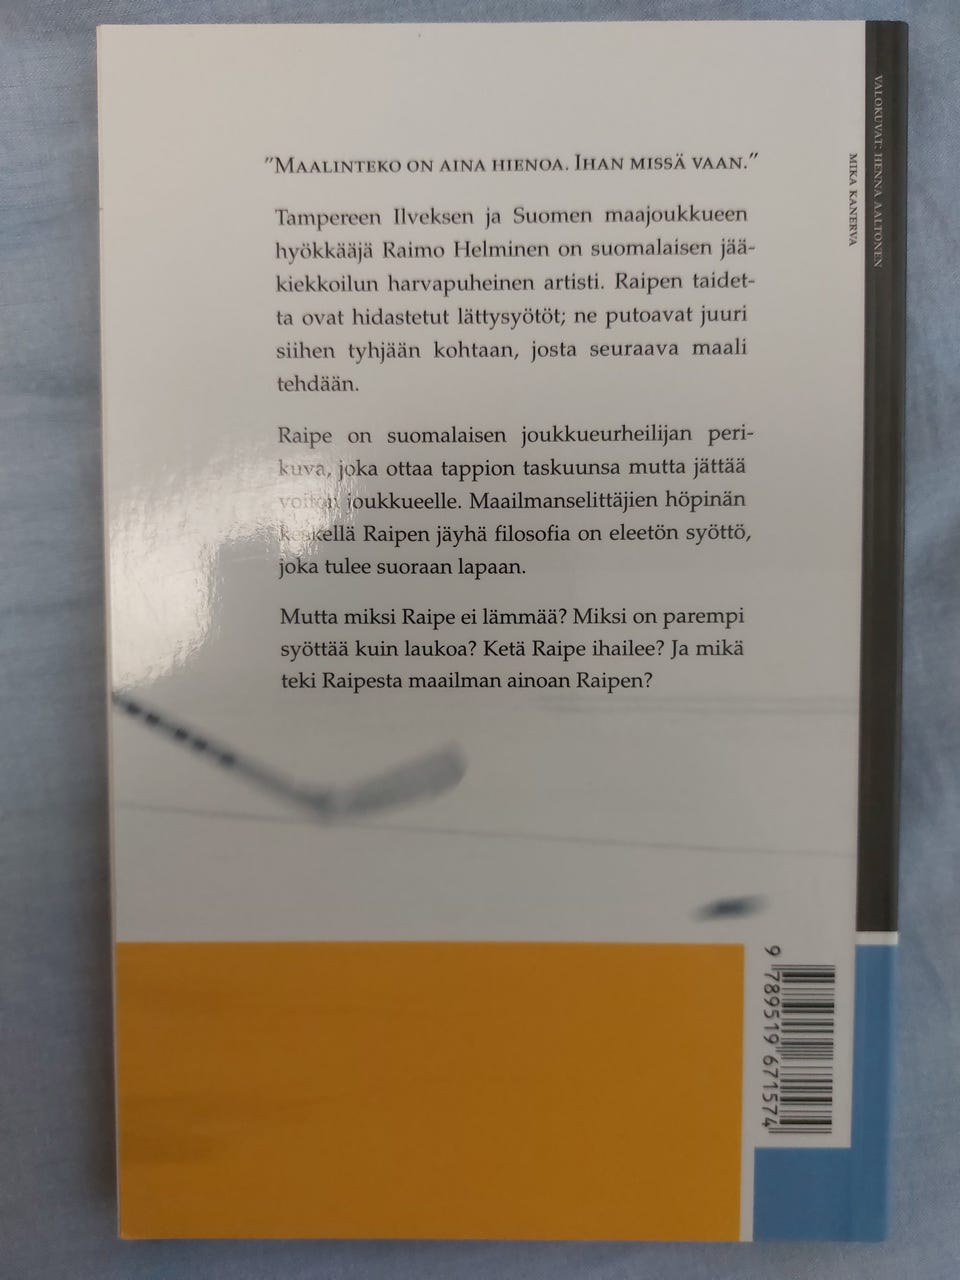 "Maalinteko on aina hienoa. Ihan missä vaan."
Tampereen Ilveksen ja Suomen maajoukkueen
hyökkääjä Raimo Helminen on suomalaisen jää-
kiekkoilun harvapuheinen artisti. Raipen taidet-
ta ovat hidastetut lättysyötöt; ne putoavat juuri
siihen tyhjään kohtaan, josta seuraava maali
tehdään.
Raipe on suomalaisen joukkueurheilijan peri-
kuva, joka ottaa tappion taskuunsa mutta jättää
voiton joukkueelle. Maailmanselittäjien höpinän
keskellä Raipen jäyhä filosofia on eleetön syöttö,
joka tulee suoraan lapaan.
Mutta miksi Raipe ei lämmää? Miksi on parempi
syöttää kuin laukoa? Ketä Raipe ihailee? Ja mikä
teki Raipesta maailman ainoan Raipen?
VALOKUVAT: HENNA AALTONEN
MIKA KANERVA
9 789519 671574